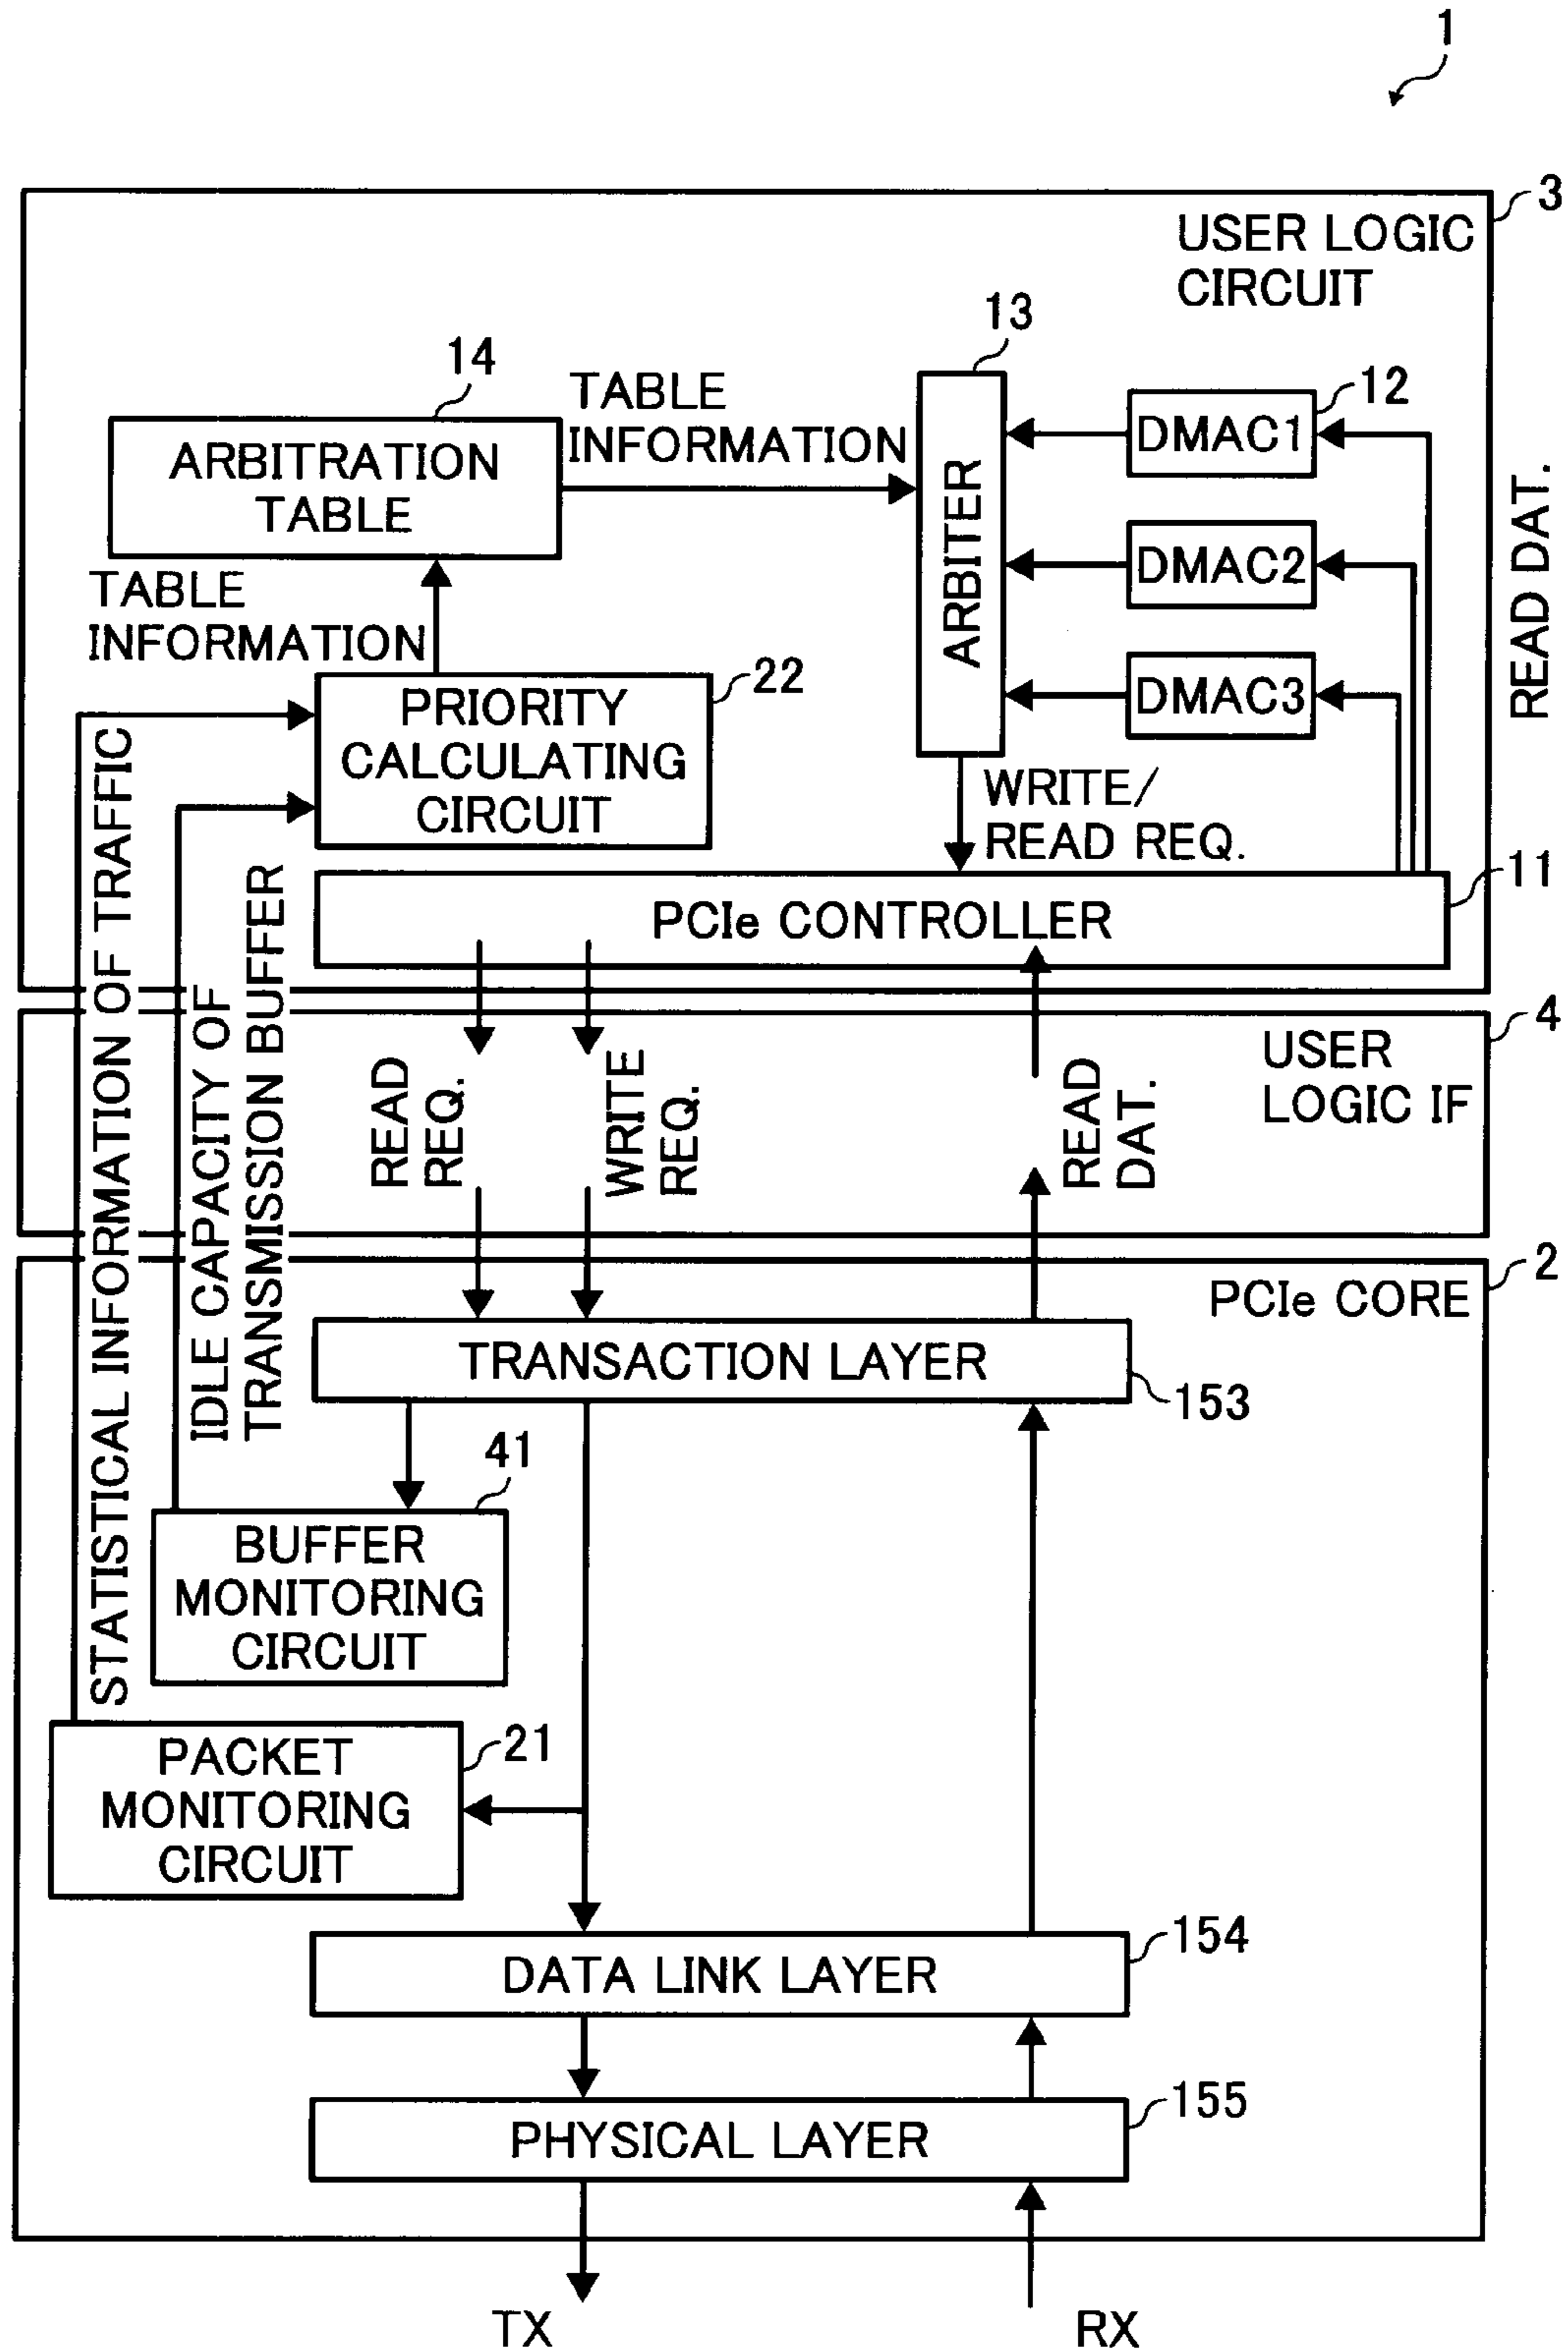 1
3
USER LOGIC
CIRCUIT
13
14
TABLE
INFORMATION
12
DMAC1
ARBITRATION
TABLE
ARBITER
READ DAT.
DMAC2
TABLE
INFORMATION
22
DMAC3
PRIORITY
CALCULATING
CIRCUIT
WRITE/
READ REQ.
11
PCIe CONTROLLER
STATISTICAL INFORMATION OF TRAFFIC
IDLE CAPACITY OF
TRANSMISSION BUFFER
4
USER
LOGIC IF
READ
REQ.
WRITE
REQ.
READ
DAT.
2
PCIe CORE
TRANSACTION LAYER
153
41
BUFFER
MONITORING
CIRCUIT
21
PACKET
MONITORING
CIRCUIT
154
DATA LINK LAYER
155
PHYSICAL LAYER
TX
RX